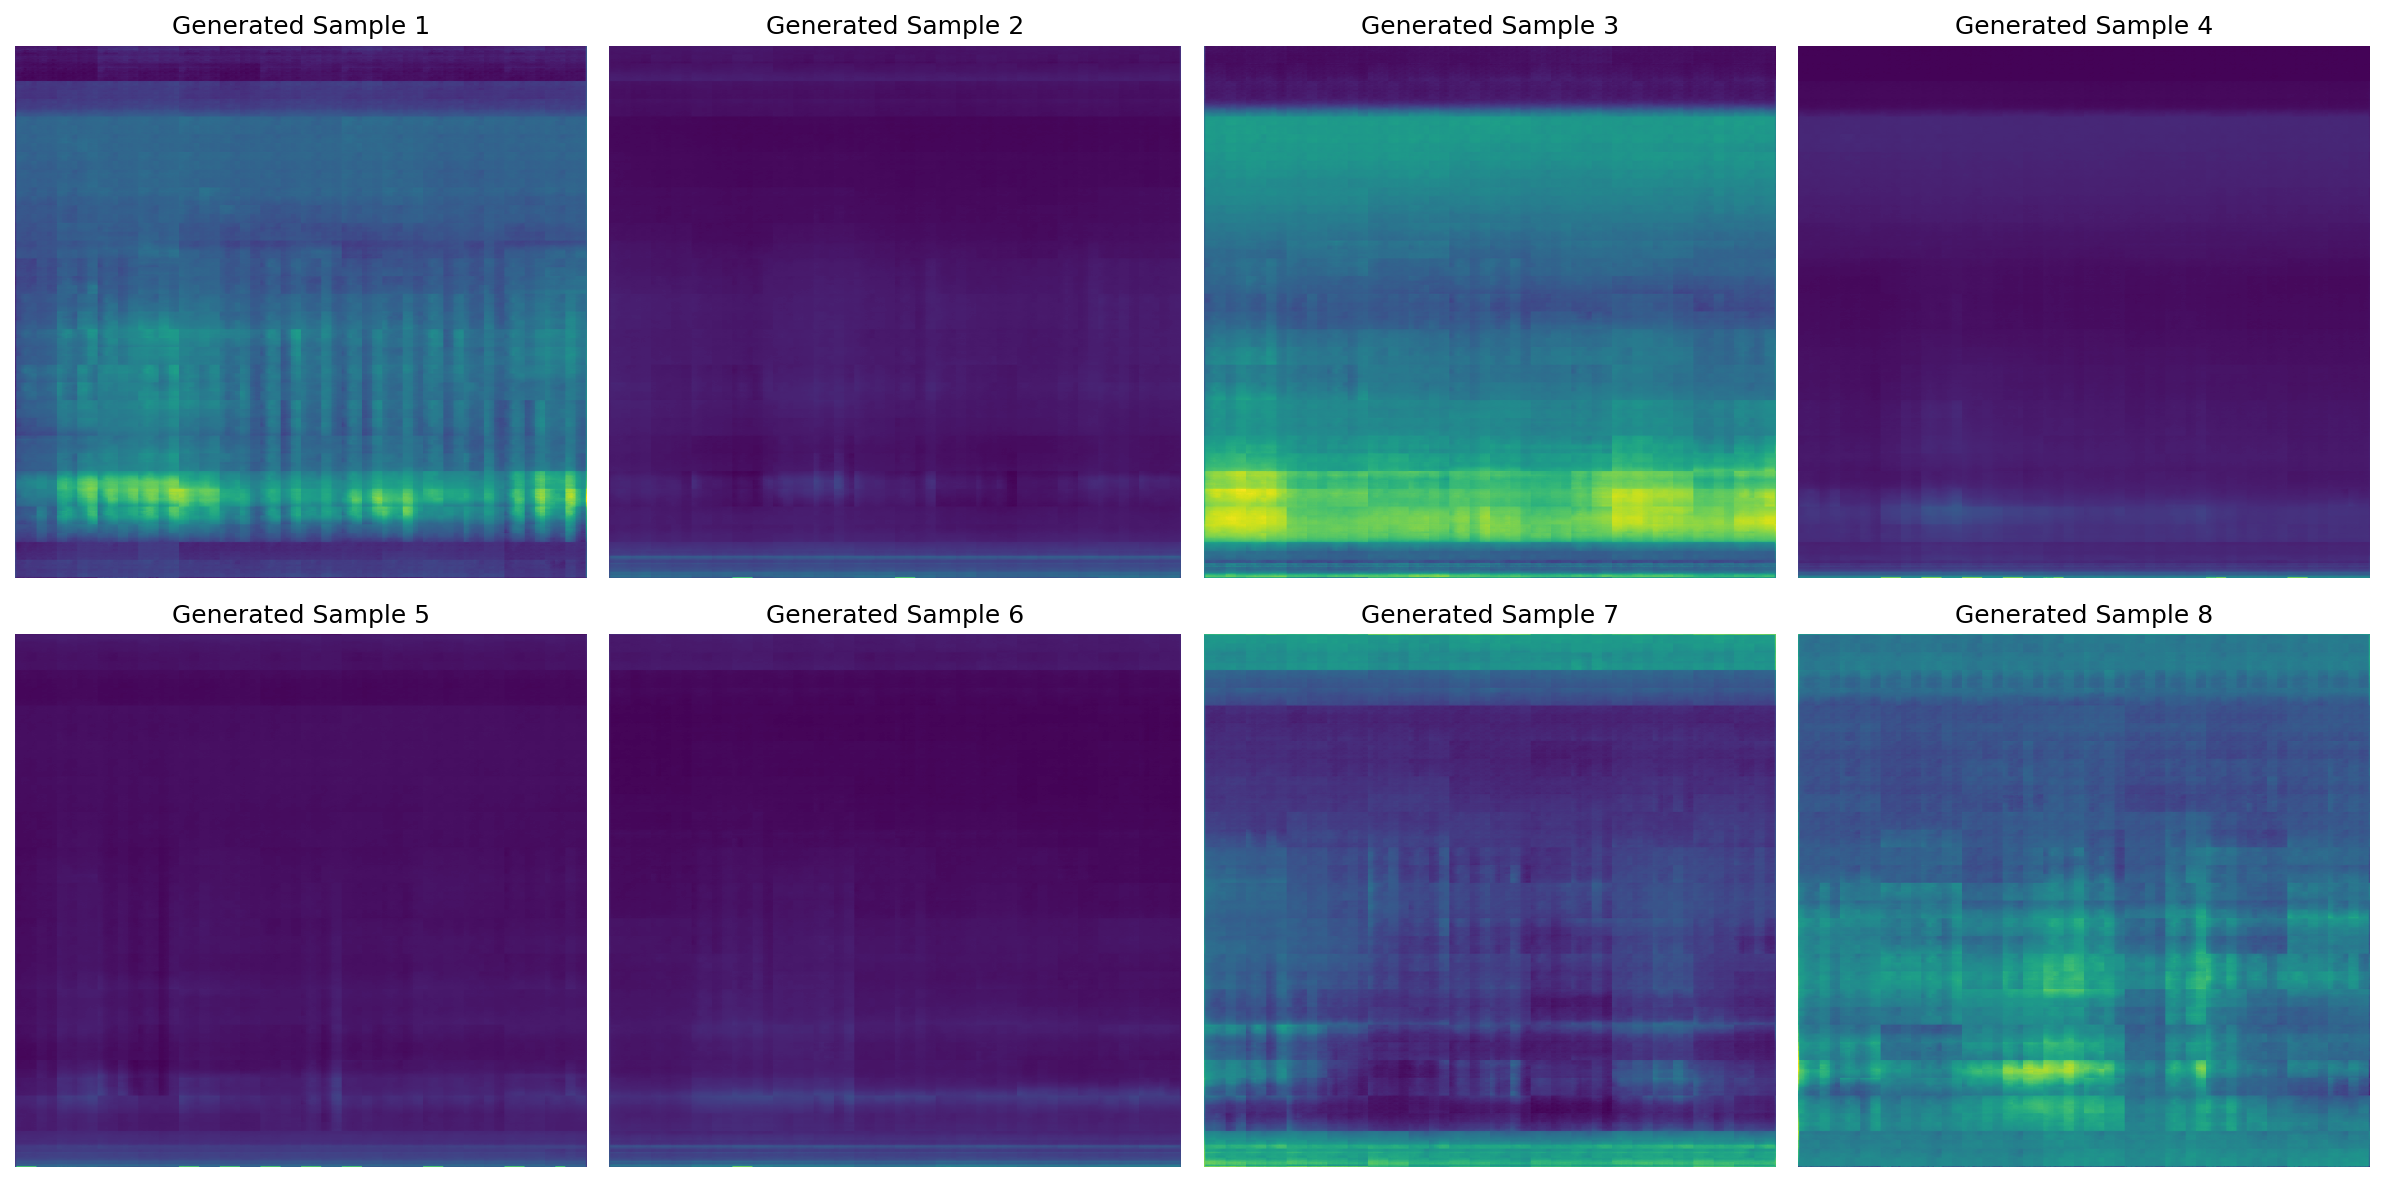 Generated Sample 1
Generated Sample 2
Generated Sample 3
Generated Sample 4
Generated Sample 5
Generated Sample 6
Generated Sample 7
Generated Sample 8